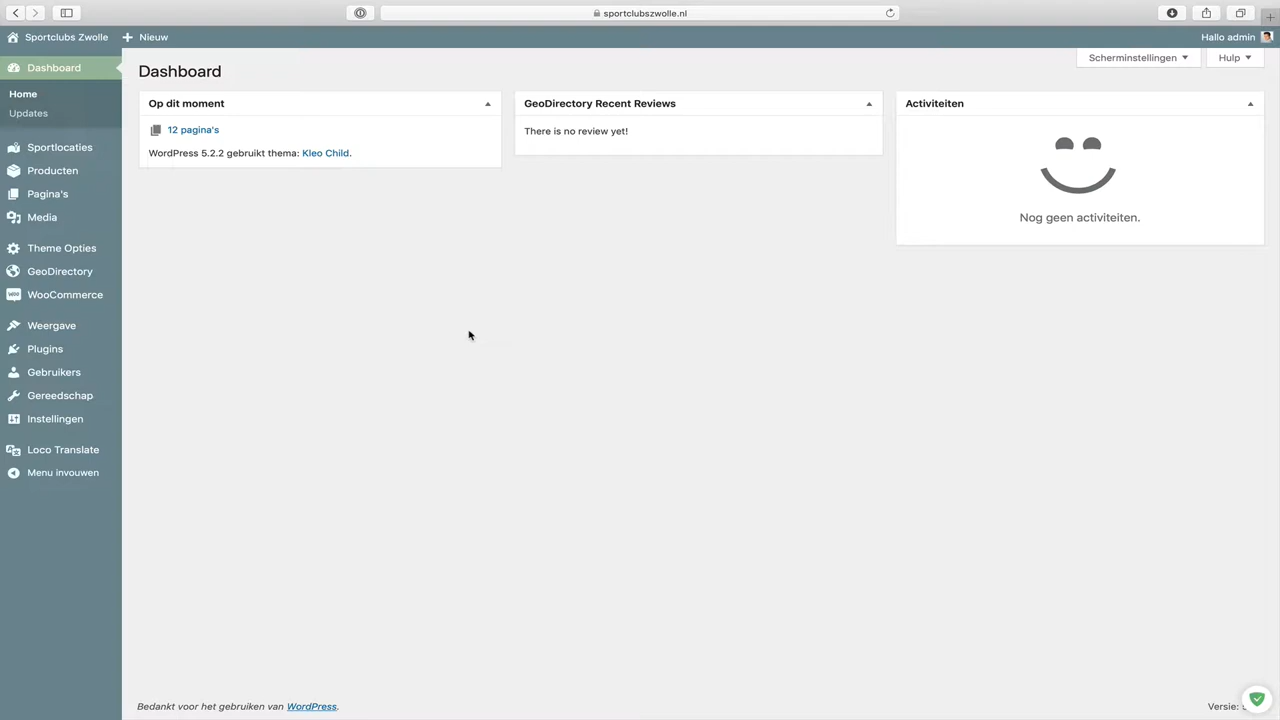 sportclubszwolle.nl
Sportclubs Zwolle
Nieuw
Hallo admin
Dashboard
Home
Updates
Sportlocaties
Producten
Pagina's
Media
Theme Opties
GeoDirectory
WooCommerce
Weergave
Plugins
Gebruikers
Gereedschap
Instellingen
Loco Translate
Menu invouwen
Scherminstellingen
Hulp
Dashboard
Op dit moment
12 pagina's
WordPress 5.2.2 gebruikt thema: Kleo Child.
GeoDirectory Recent Reviews
There is no review yet!
Activiteiten
Nog geen activiteiten.
Bedankt voor het gebruiken van WordPress.
Versie: